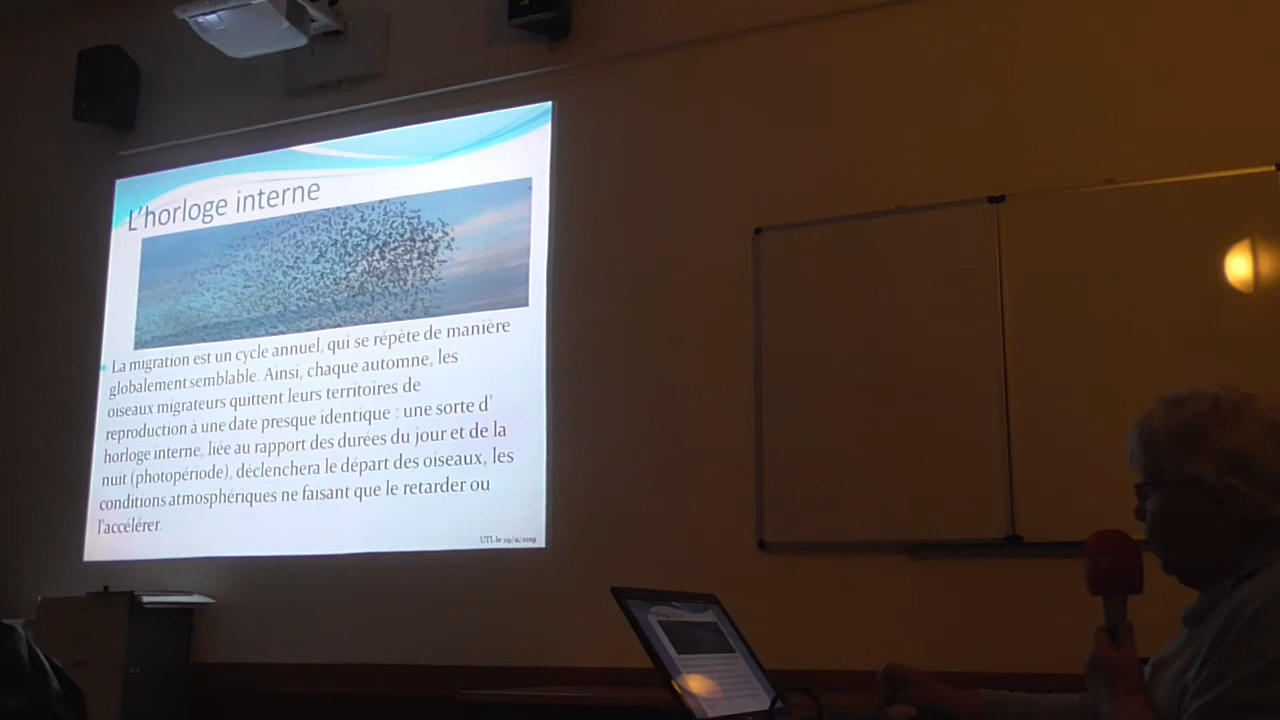 L'horloge interne
La migration est un cycle annuel, qui se répète de manière
globalement semblable. Ainsi, chaque automne, les
oiseaux migrateurs quittent leurs territoires de
reproduction à une date presque identique : une sorte d'
horloge interne, liée au rapport des durées du jour et de la
nuit (photopériode), déclenchera le départ des oiseaux, les
conditions atmosphériques ne faisant que le retarder ou
l'accélérer.
UTL le